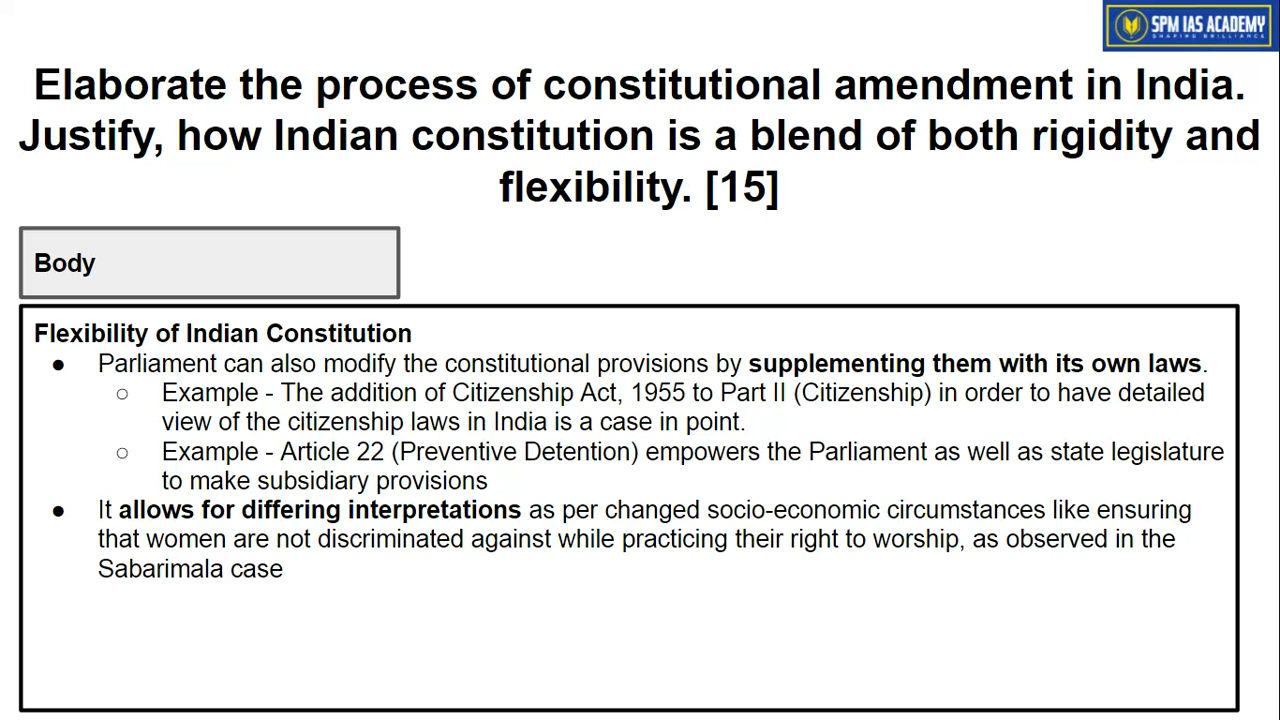 SPM IAS ACADEMY
SHAPING BRILLIANCE
Elaborate the process of constitutional amendment in India.
Justify, how Indian constitution is a blend of both rigidity and
flexibility. [15]
Body
Flexibility of Indian Constitution
● Parliament can also modify the constitutional provisions by supplementing them with its own laws.
○ Example - The addition of Citizenship Act, 1955 to Part II (Citizenship) in order to have detailed
view of the citizenship laws in India is a case in point.
○ Example - Article 22 (Preventive Detention) empowers the Parliament as well as state legislature
to make subsidiary provisions
● It allows for differing interpretations as per changed socio-economic circumstances like ensuring
that women are not discriminated against while practicing their right to worship, as observed in the
Sabarimala case